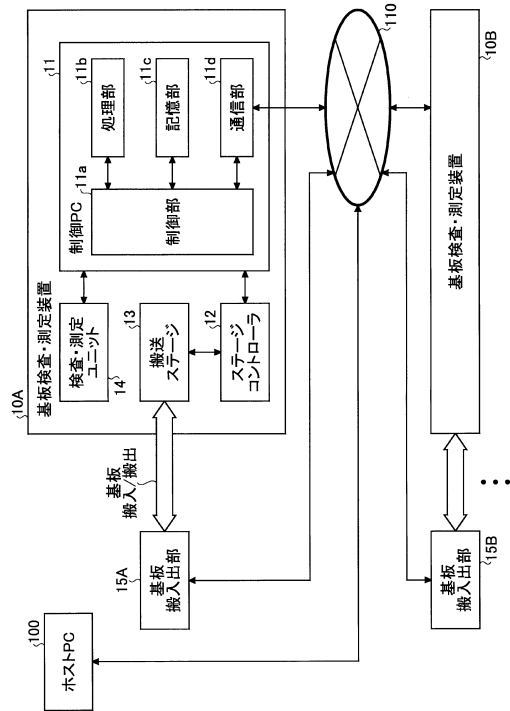 100
ホストPC
10A
基板検査・測定装置
検査・測定
ユニット
14
13
搬送
ステージ
12
ステージ
コントローラ
11
制御PC
11a
制御部
11b
処理部
11c
記憶部
11d
通信部
基板
搬入/搬出
15A
基板
搬入出部
110
10B
基板検査・測定装置
15B
基板
搬入出部